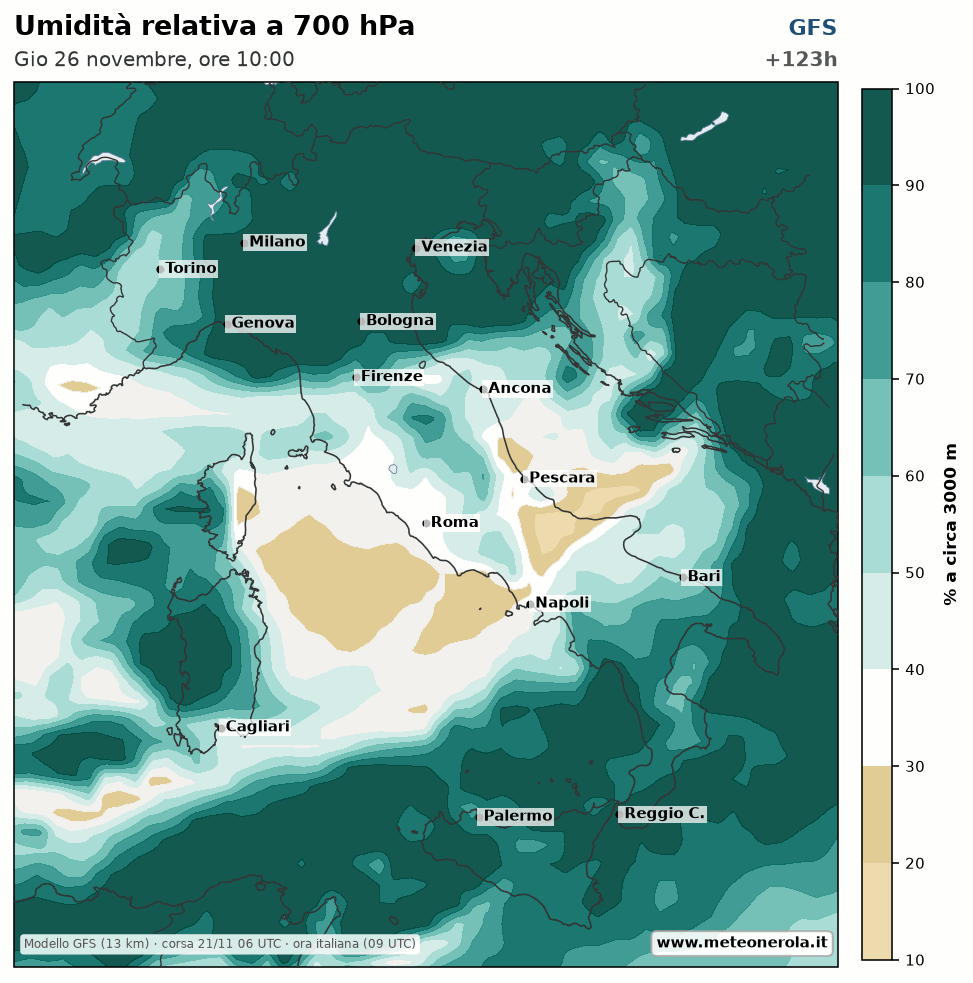 Umidità relativa a 700 hPa
GFS
Gio 26 novembre, ore 10:00
+123h
Milano
Venezia
Torino
Genova
Bologna
Firenze
Ancona
Pescara
Roma
Bari
Napoli
Cagliari
Palermo
Reggio C.
100
90
80
70
60
50
40
30
20
10
% a circa 3000 m
Modello GFS (13 km) · corsa 21/11 06 UTC · ora italiana (09 UTC)
www.meteonerola.it